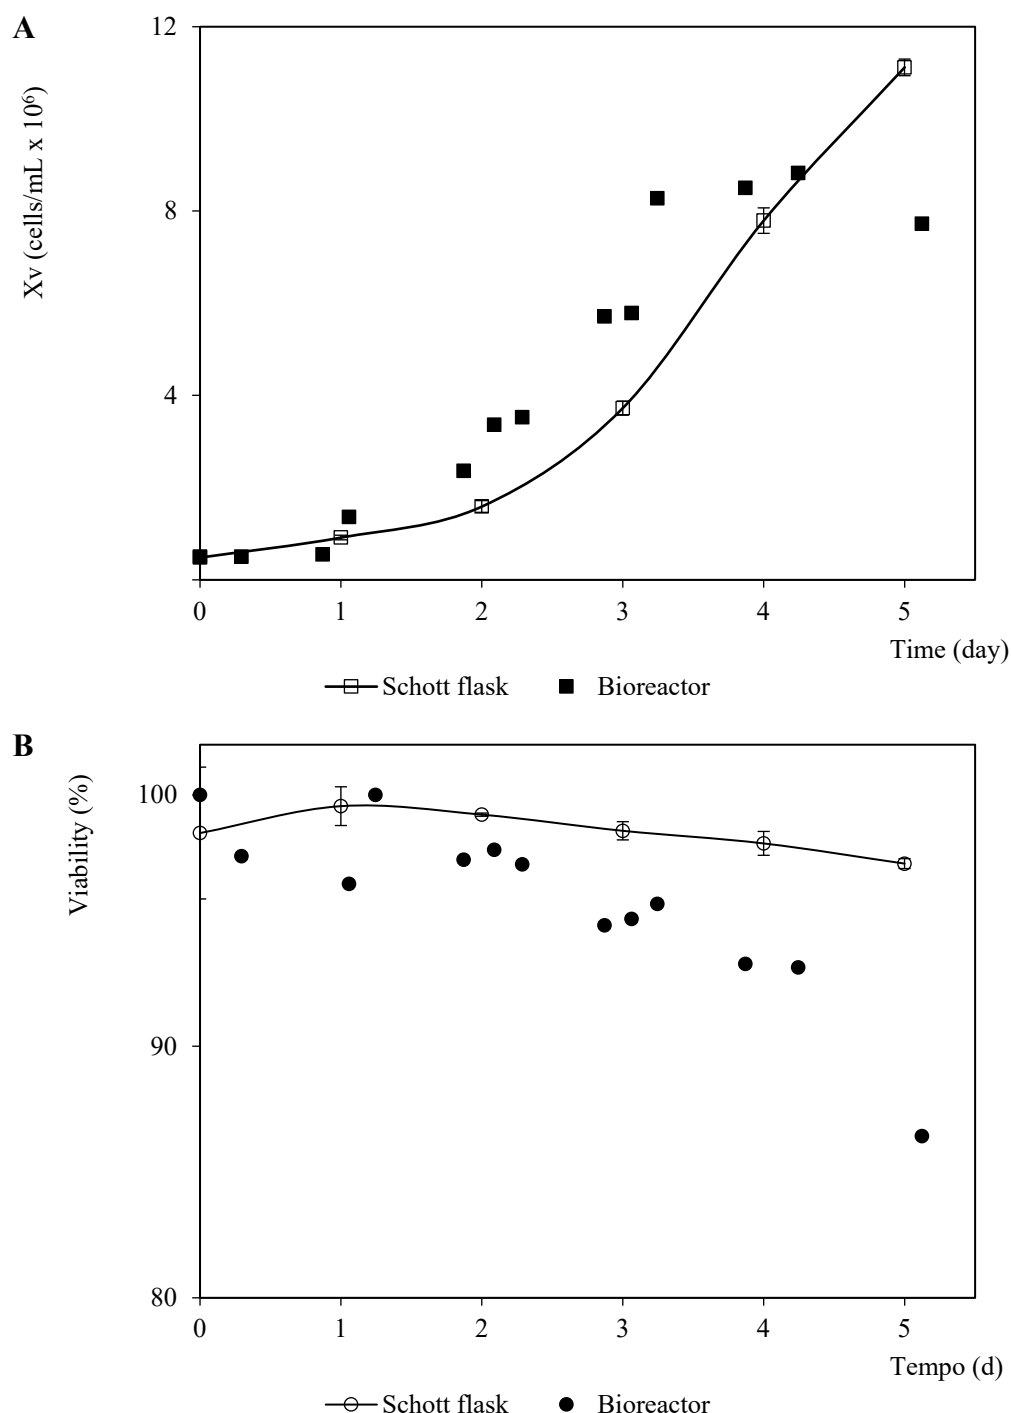 A
Xv (cells/mL x 10⁶)
12
8
4
0 1 2 3 4 5
Time (day)
Schott flask Bioreactor
B
Viability (%)
100
90
80
0 1 2 3 4 5
Tempo (d)
Schott flask Bioreactor